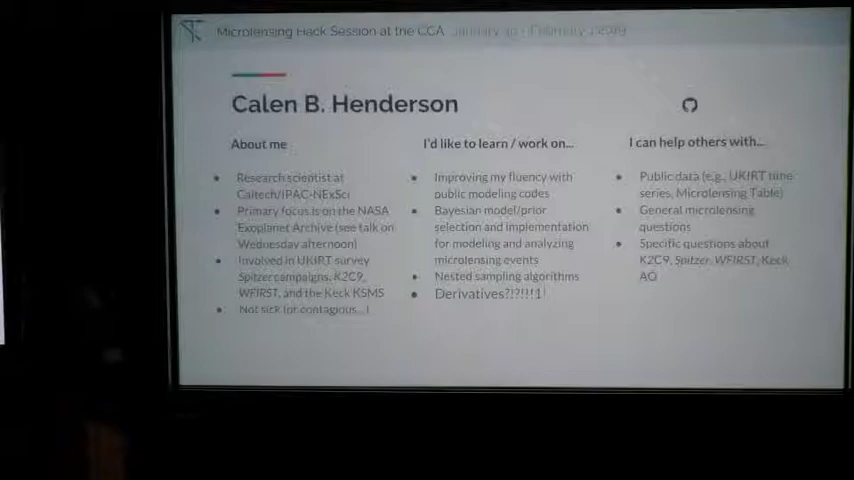 Microlensing Hack Session at the CCA January 30 - February 1 2019
Calen B. Henderson
About me
Research scientist at
Caltech/IPAC-NExScI
Primary focus is on the NASA
Exoplanet Archive (see talk on
Wednesday afternoon)
Involved in UKIRT survey
Spitzer campaigns, K2C9,
WFIRST, and the Keck KSMS
Not sick (or contagious...)
I'd like to learn / work on...
Improving my fluency with
public modeling codes
Bayesian model/prior
selection and implementation
for modeling and analyzing
microlensing events
Nested sampling algorithms
Derivatives?!?!!!1!
I can help others with...
Public data (e.g., UKIRT time
series, Microlensing Table)
General microlensing
questions
Specific questions about
K2C9, Spitzer, WFIRST, Keck
AO